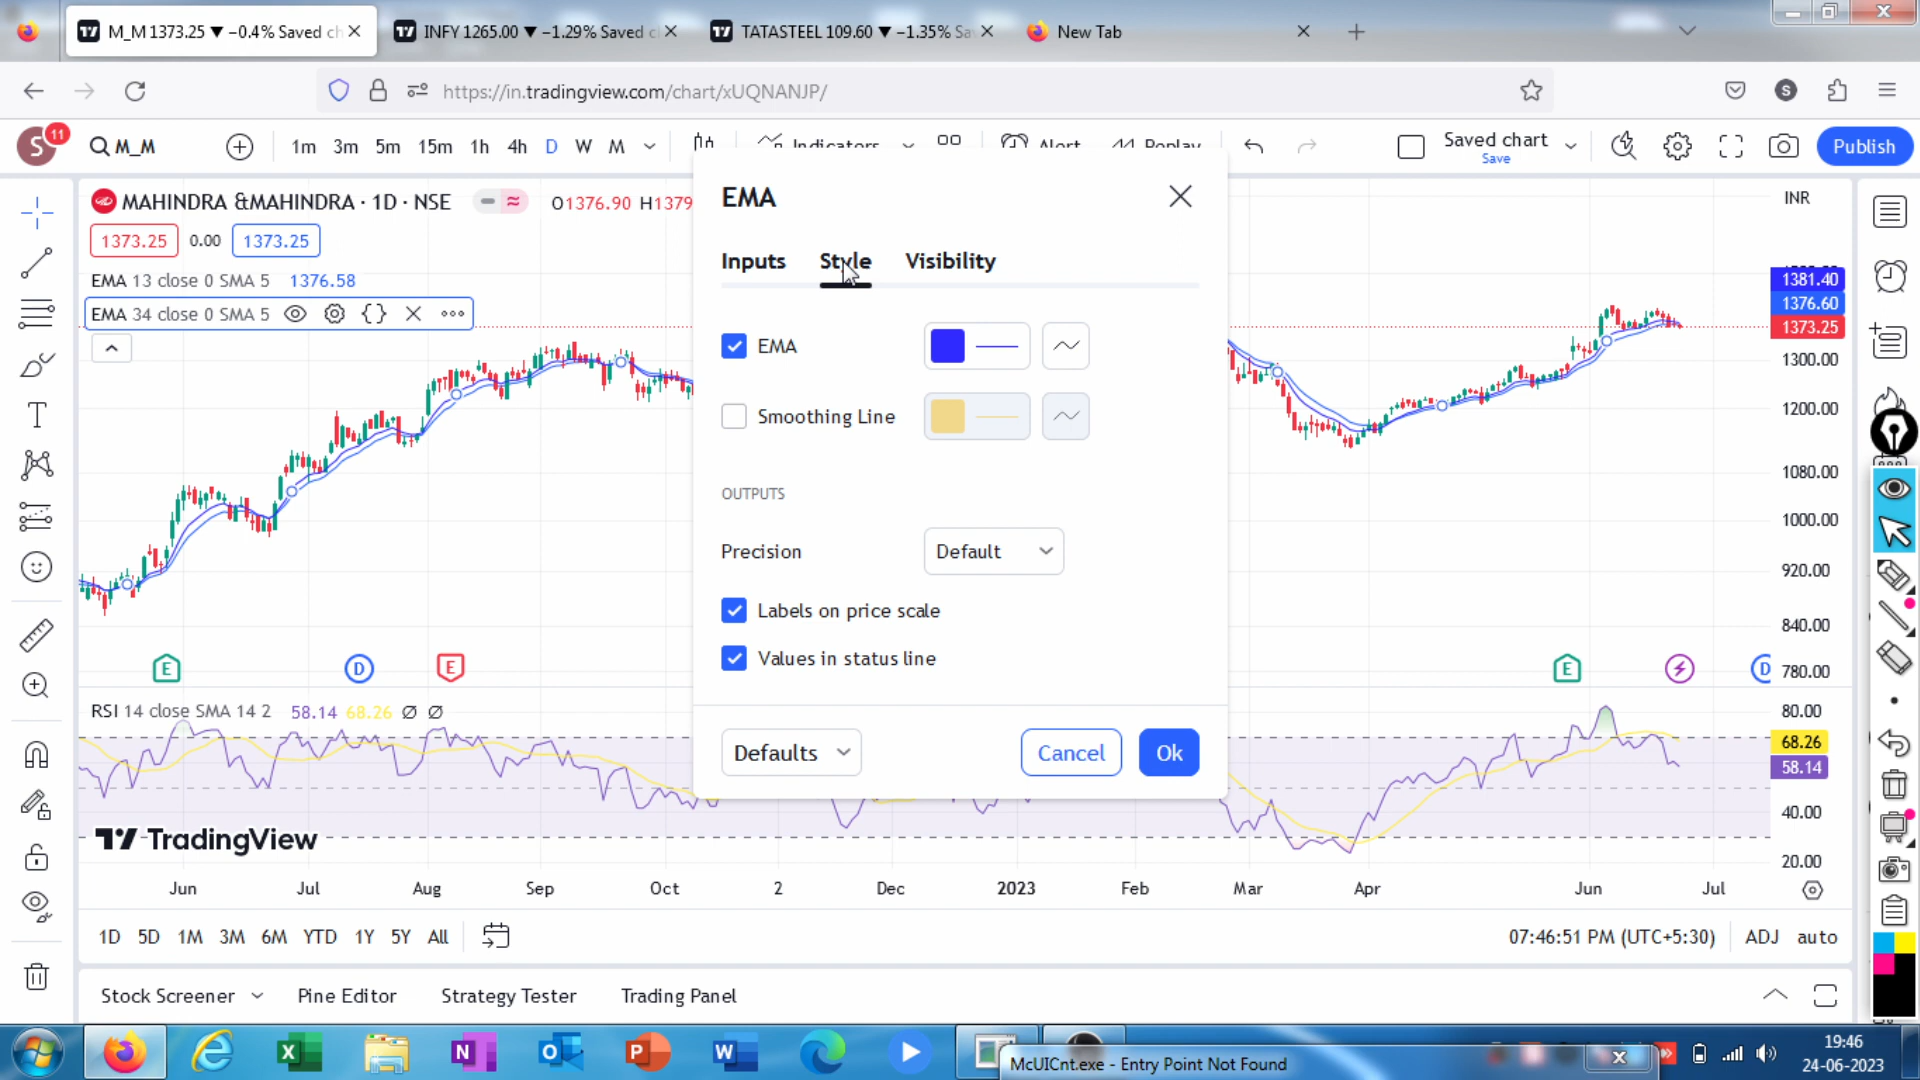 M_M 1373.25 ▼ −0.4% Saved ch
INFY 1265.00 ▼ −1.29% Saved c
TATASTEEL 109.60 ▼ −1.35% Sa
New Tab
https://in.tradingview.com/chart/xUQNANJP/
S
S
11
M_M
1m 3m 5m 15m 1h 4h D W M
Indicators
Alert
Replay
Saved chart
Save
Publish
MAHINDRA &MAHINDRA · 1D · NSE
O1376.90 H1379
INR
1373.25 0.00 1373.25
EMA 13 close 0 SMA 5 1376.58
EMA 34 close 0 SMA 5
EMA
Inputs Style Visibility
EMA
Smoothing Line
OUTPUTS
Precision Default
Labels on price scale
Values in status line
Defaults Cancel Ok
1381.40
1376.60
1373.25
1300.00
1200.00
1080.00
1000.00
920.00
840.00
780.00
E D E E D
RSI 14 close SMA 14 2 58.14 68.26 Ø Ø
80.00
68.26
58.14
40.00
20.00
TradingView
Jun Jul Aug Sep Oct 2 Dec 2023 Feb Mar Apr Jun Jul
1D 5D 1M 3M 6M YTD 1Y 5Y All
07:46:51 PM (UTC+5:30) ADJ auto
Stock Screener Pine Editor Strategy Tester Trading Panel
McUICnt.exe - Entry Point Not Found
19:46
24-06-2023